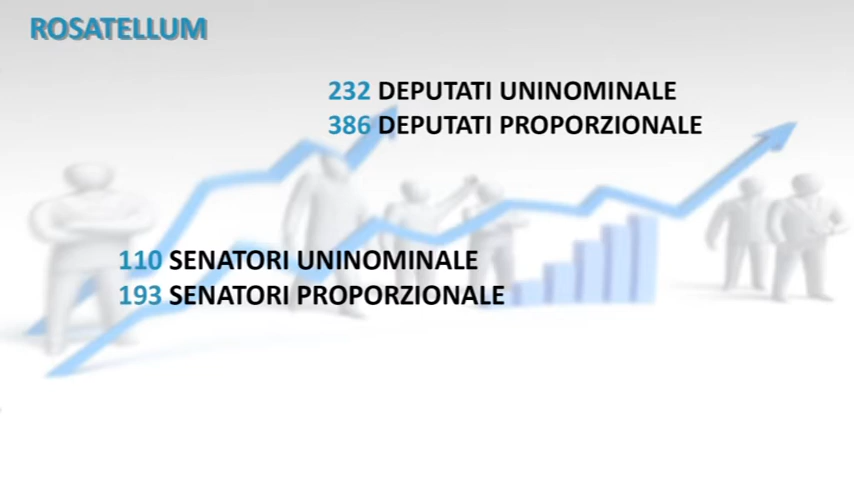 ROSATELLUM
232 DEPUTATI UNINOMINALE
386 DEPUTATI PROPORZIONALE
110 SENATORI UNINOMINALE
193 SENATORI PROPORZIONALE